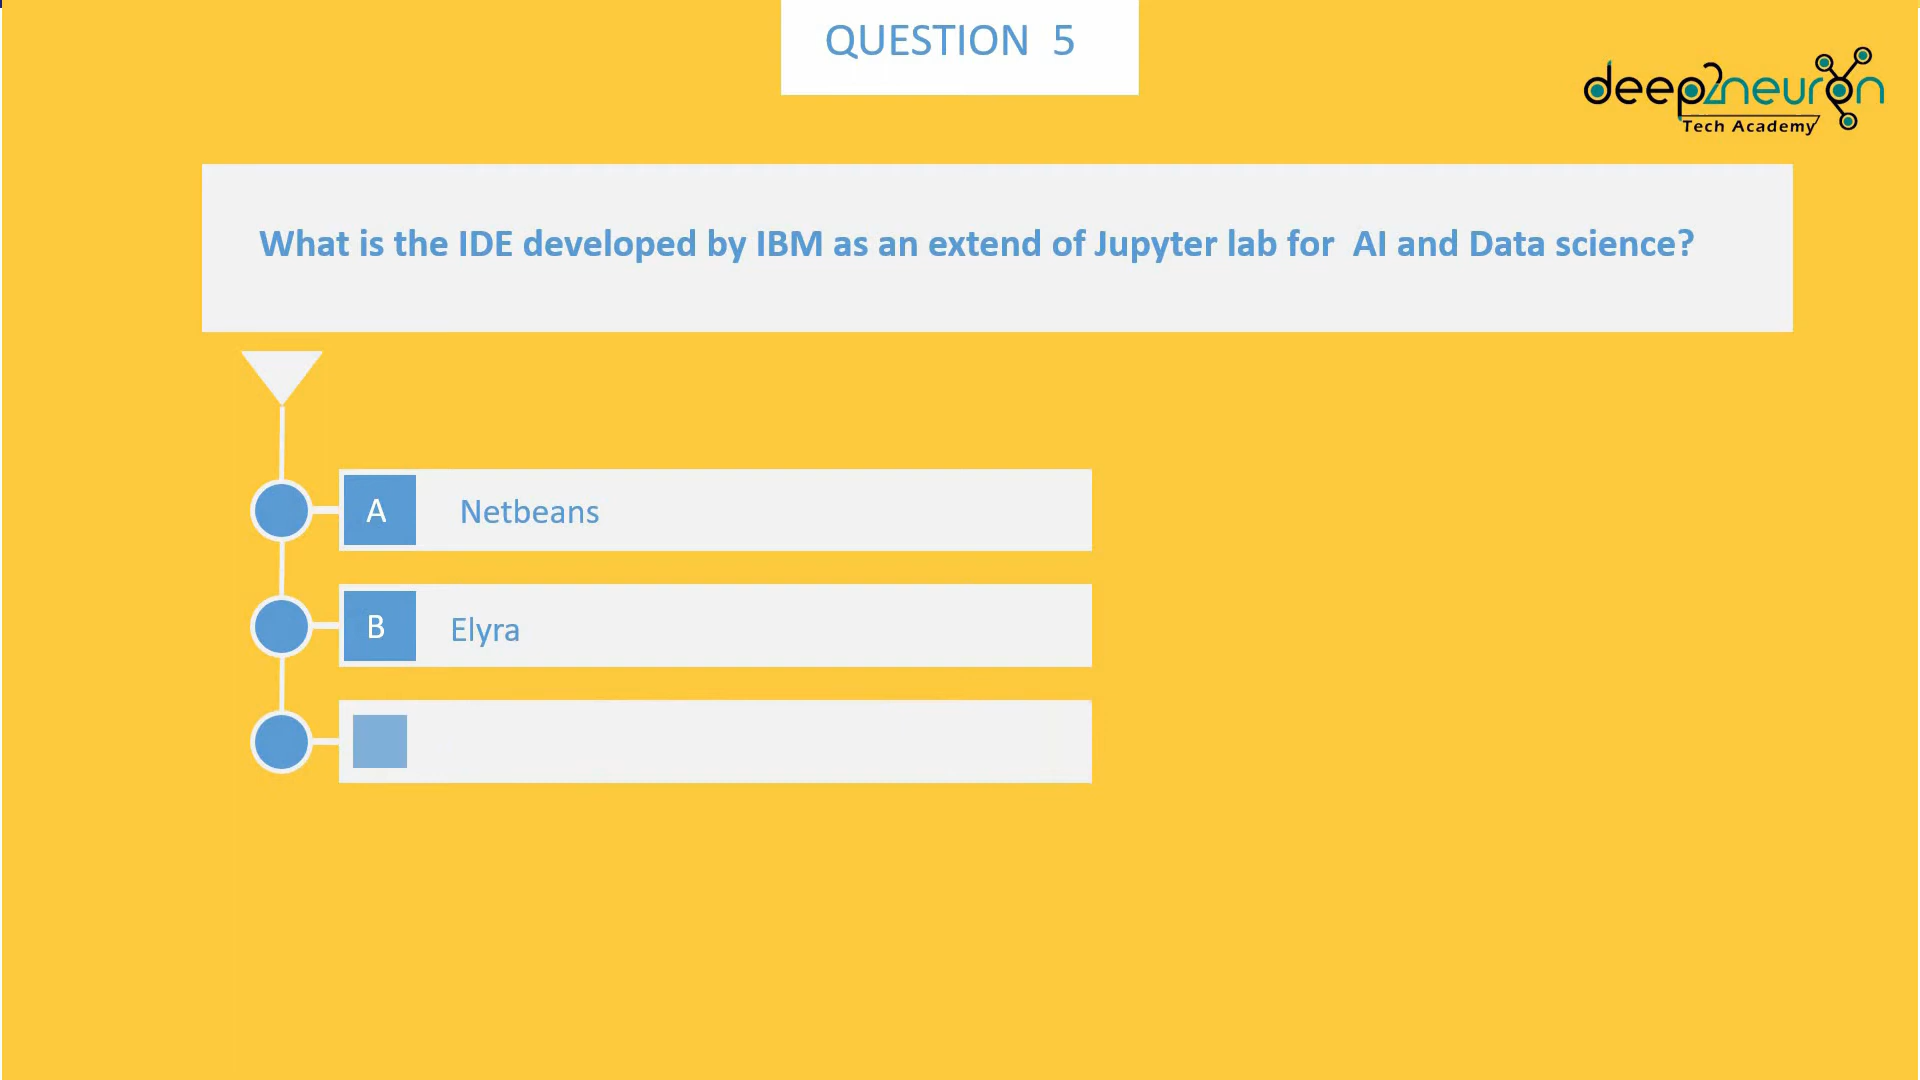 QUESTION 5
deep2neuron
Tech Academy
What is the IDE developed by IBM as an extend of Jupyter lab for AI and Data science?
A Netbeans
B Elyra